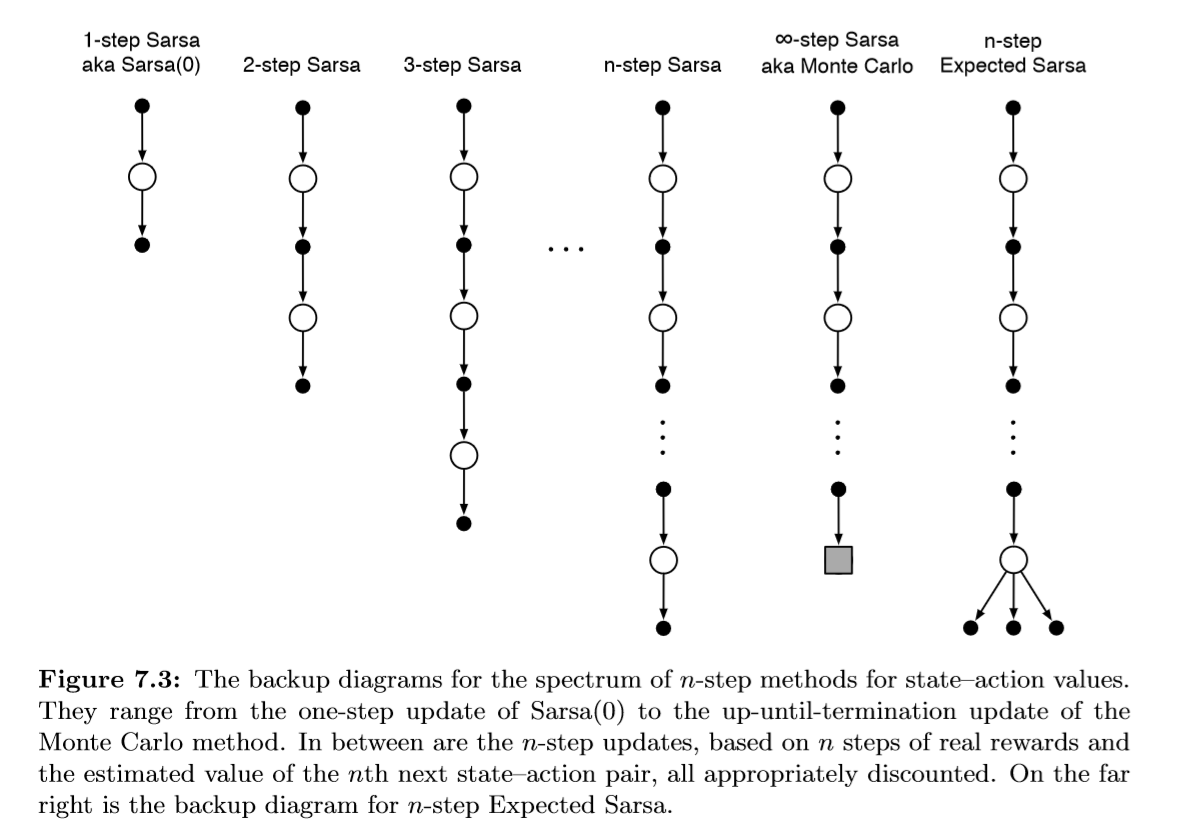 1-step Sarsa
aka Sarsa(0)
2-step Sarsa
3-step Sarsa
n-step Sarsa
∞-step Sarsa
aka Monte Carlo
n-step
Expected Sarsa
Figure 7.3: The backup diagrams for the spectrum of n-step methods for state–action values.
They range from the one-step update of Sarsa(0) to the up-until-termination update of the
Monte Carlo method. In between are the n-step updates, based on n steps of real rewards and
the estimated value of the nth next state–action pair, all appropriately discounted. On the far
right is the backup diagram for n-step Expected Sarsa.